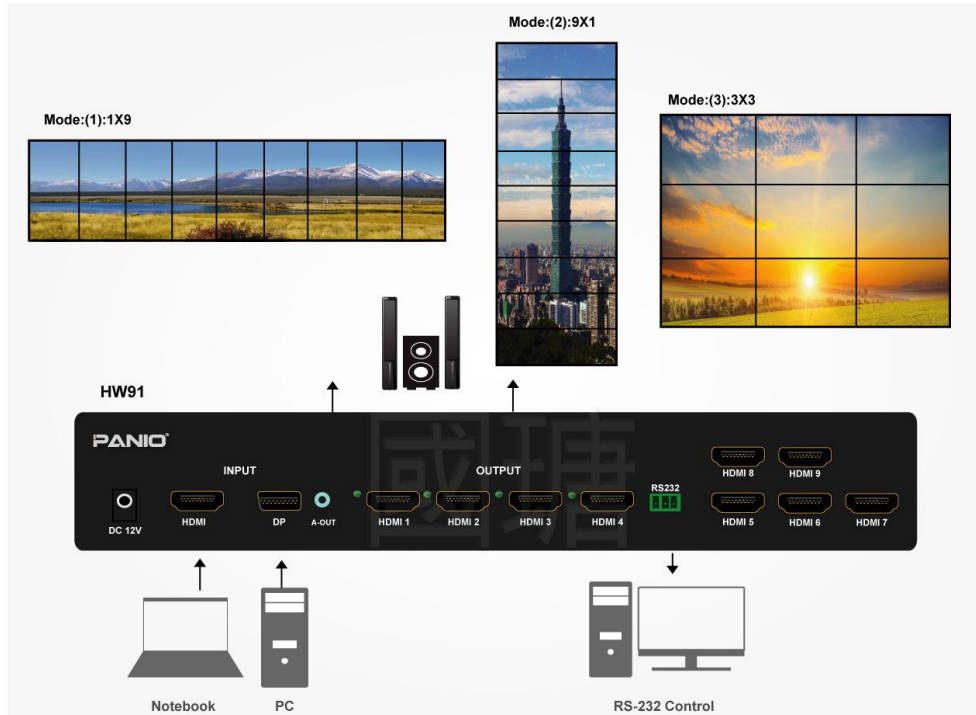 Mode:(2):9X1
Mode:(3):3X3
Mode:(1):1X9
HW91
PANIO®
國瑭
INPUT
OUTPUT
HDMI 8
HDMI 9
RS232
DC 12V
HDMI
DP
A-OUT
HDMI 1
HDMI 2
HDMI 3
HDMI 4
HDMI 5
HDMI 6
HDMI 7
Notebook
PC
RS-232 Control